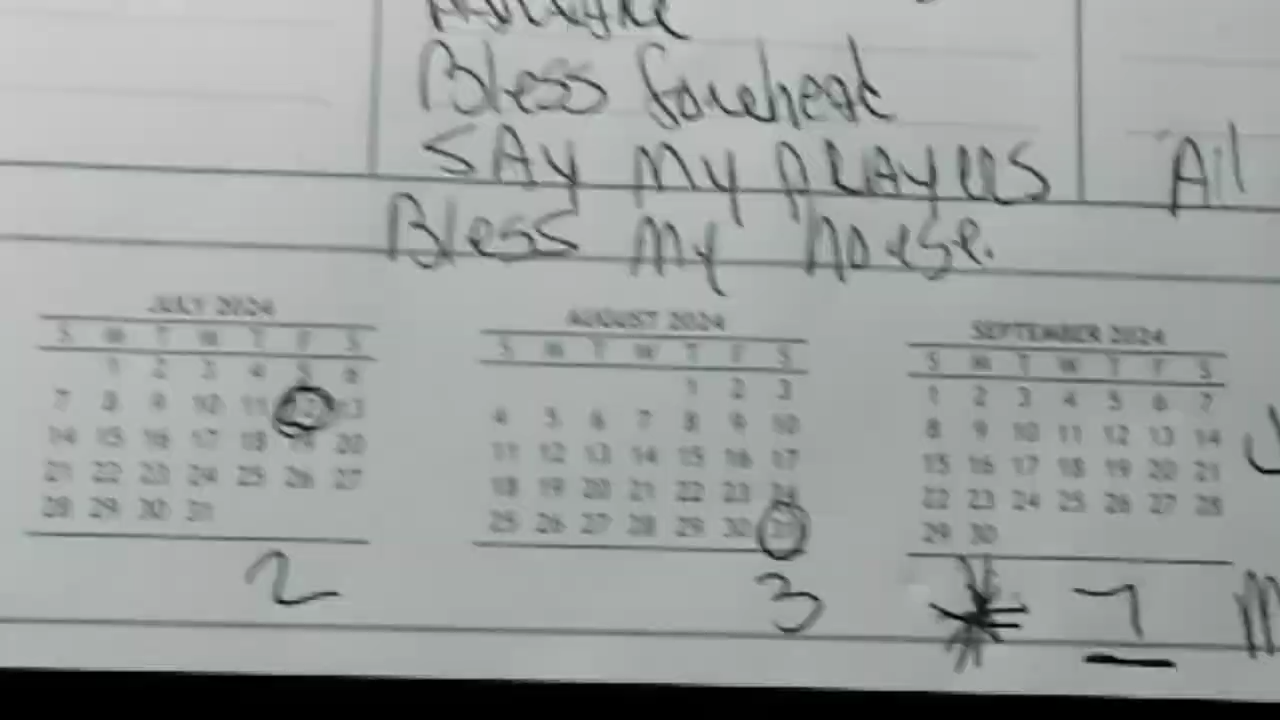 Bless foreheat
SAY My PRAYERS
All
Bless My horse.
JULY 2024
S M T W T F S
1 2 3 4 5 6
7 8 9 10 11 12 13
14 15 16 17 18 19 20
21 22 23 24 25 26 27
28 29 30 31
2
AUGUST 2024
S M T W T F S
1 2 3
4 5 6 7 8 9 10
11 12 13 14 15 16 17
18 19 20 21 22 23 24
25 26 27 28 29 30 31
3
SEPTEMBER 2024
S M T W T F S
1 2 3 4 5 6 7
8 9 10 11 12 13 14
15 16 17 18 19 20 21
22 23 24 25 26 27 28
29 30
7